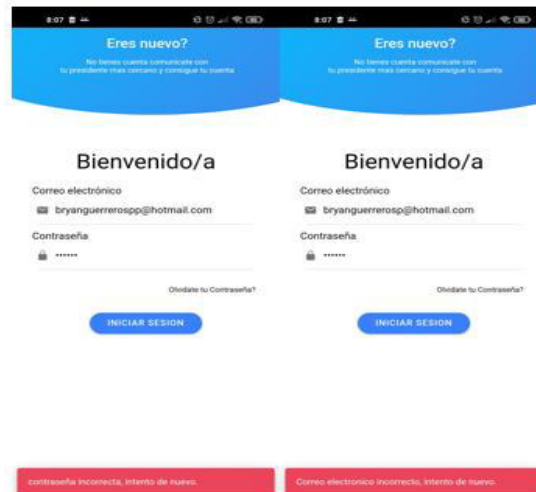 8:07
Eres nuevo?
No tienes cuenta comunicate con
tu presidente mas cercano y consigue tu cuenta
Bienvenido/a
Correo electrónico
bryanguerrerospp@hotmail.com
Contraseña
••••••
Olvidate tu Contraseña?
INICIAR SESION
contraseña incorrecta, intento de nuevo.
8:07
Eres nuevo?
No tienes cuenta comunicate con
tu presidente mas cercano y consigue tu cuenta
Bienvenido/a
Correo electrónico
bryanguerrerosp@hotmail.com
Contraseña
••••••
Olvidate tu Contraseña?
INICIAR SESION
Correo electronico incorrecto, intento de nuevo.